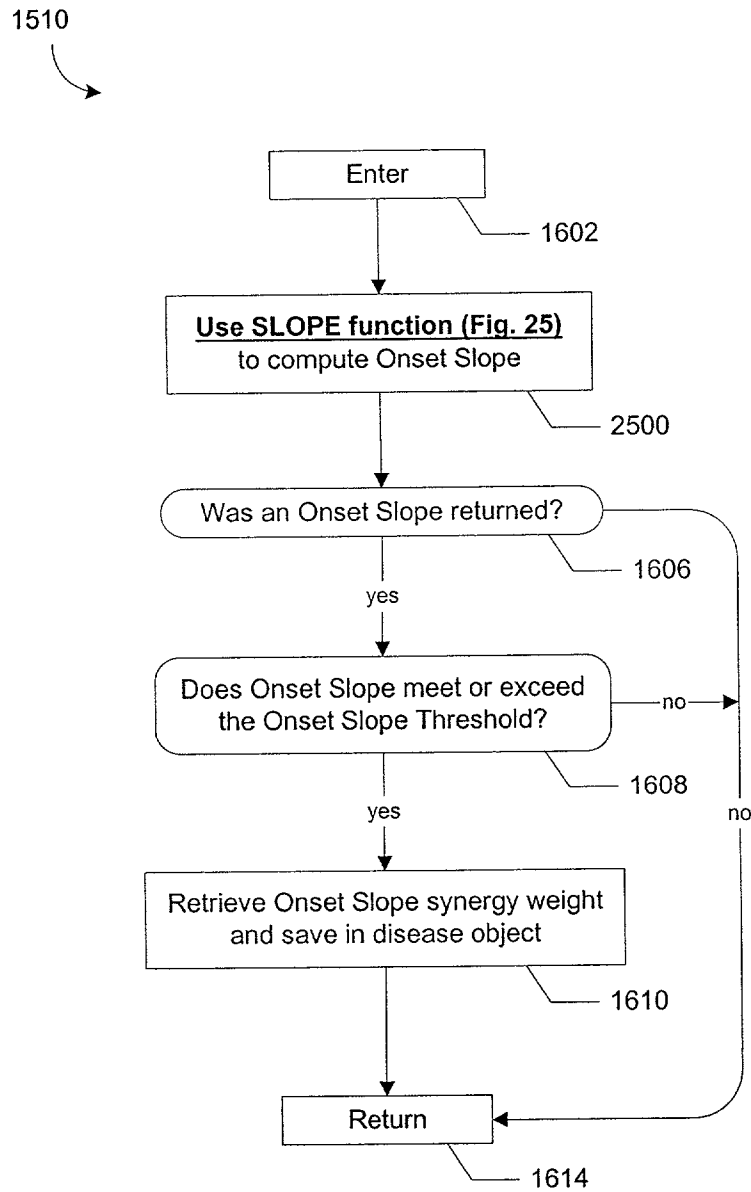 1510
Enter
1602
Use SLOPE function (Fig. 25)
to compute Onset Slope
2500
Was an Onset Slope returned?
1606
yes
Does Onset Slope meet or exceed
the Onset Slope Threshold?
no
1608
yes
no
Retrieve Onset Slope synergy weight
and save in disease object
1610
Return
1614